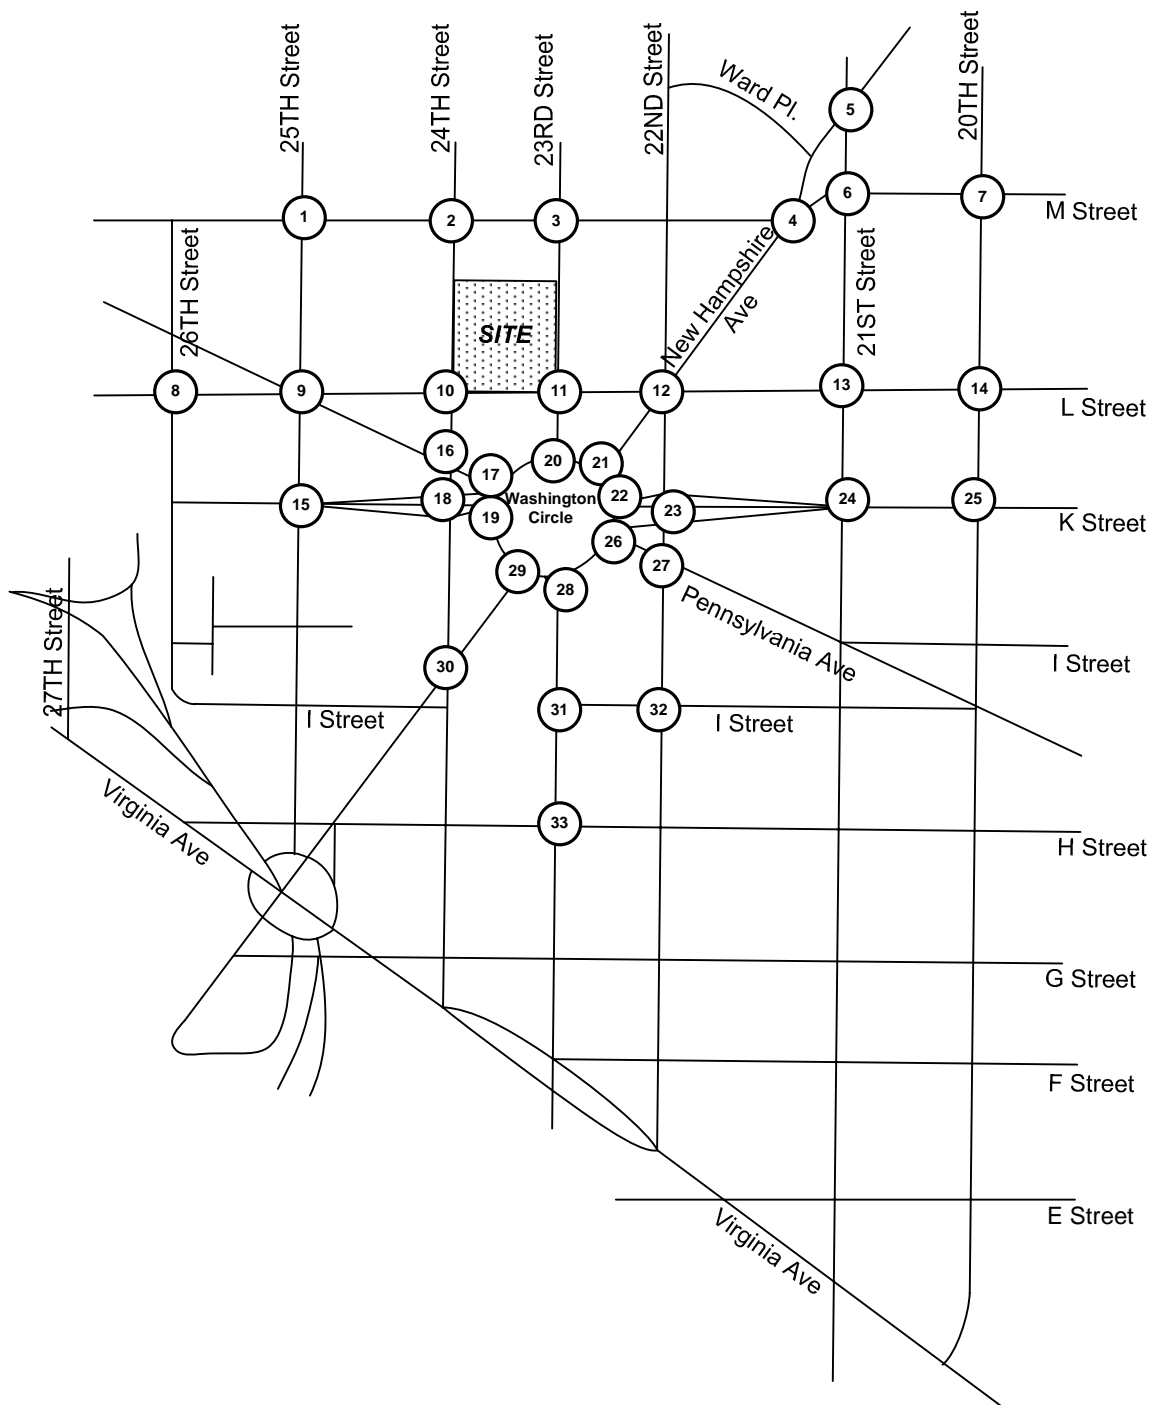 25TH Street
24TH Street
23RD Street
22ND Street
Ward Pl.
20TH Street
5
6
7
1
2
3
4
M Street
26TH Street
New Hampshire
Ave
21ST Street
SITE
8
9
10
11
12
13
14
L Street
16
17
20
21
15
18
19
Washington
Circle
22
23
24
25
K Street
26
27
29
28
27TH Street
Pennsylvania Ave
I Street
30
31
32
I Street
I Street
Virginia Ave
33
H Street
G Street
F Street
E Street
Virginia Ave